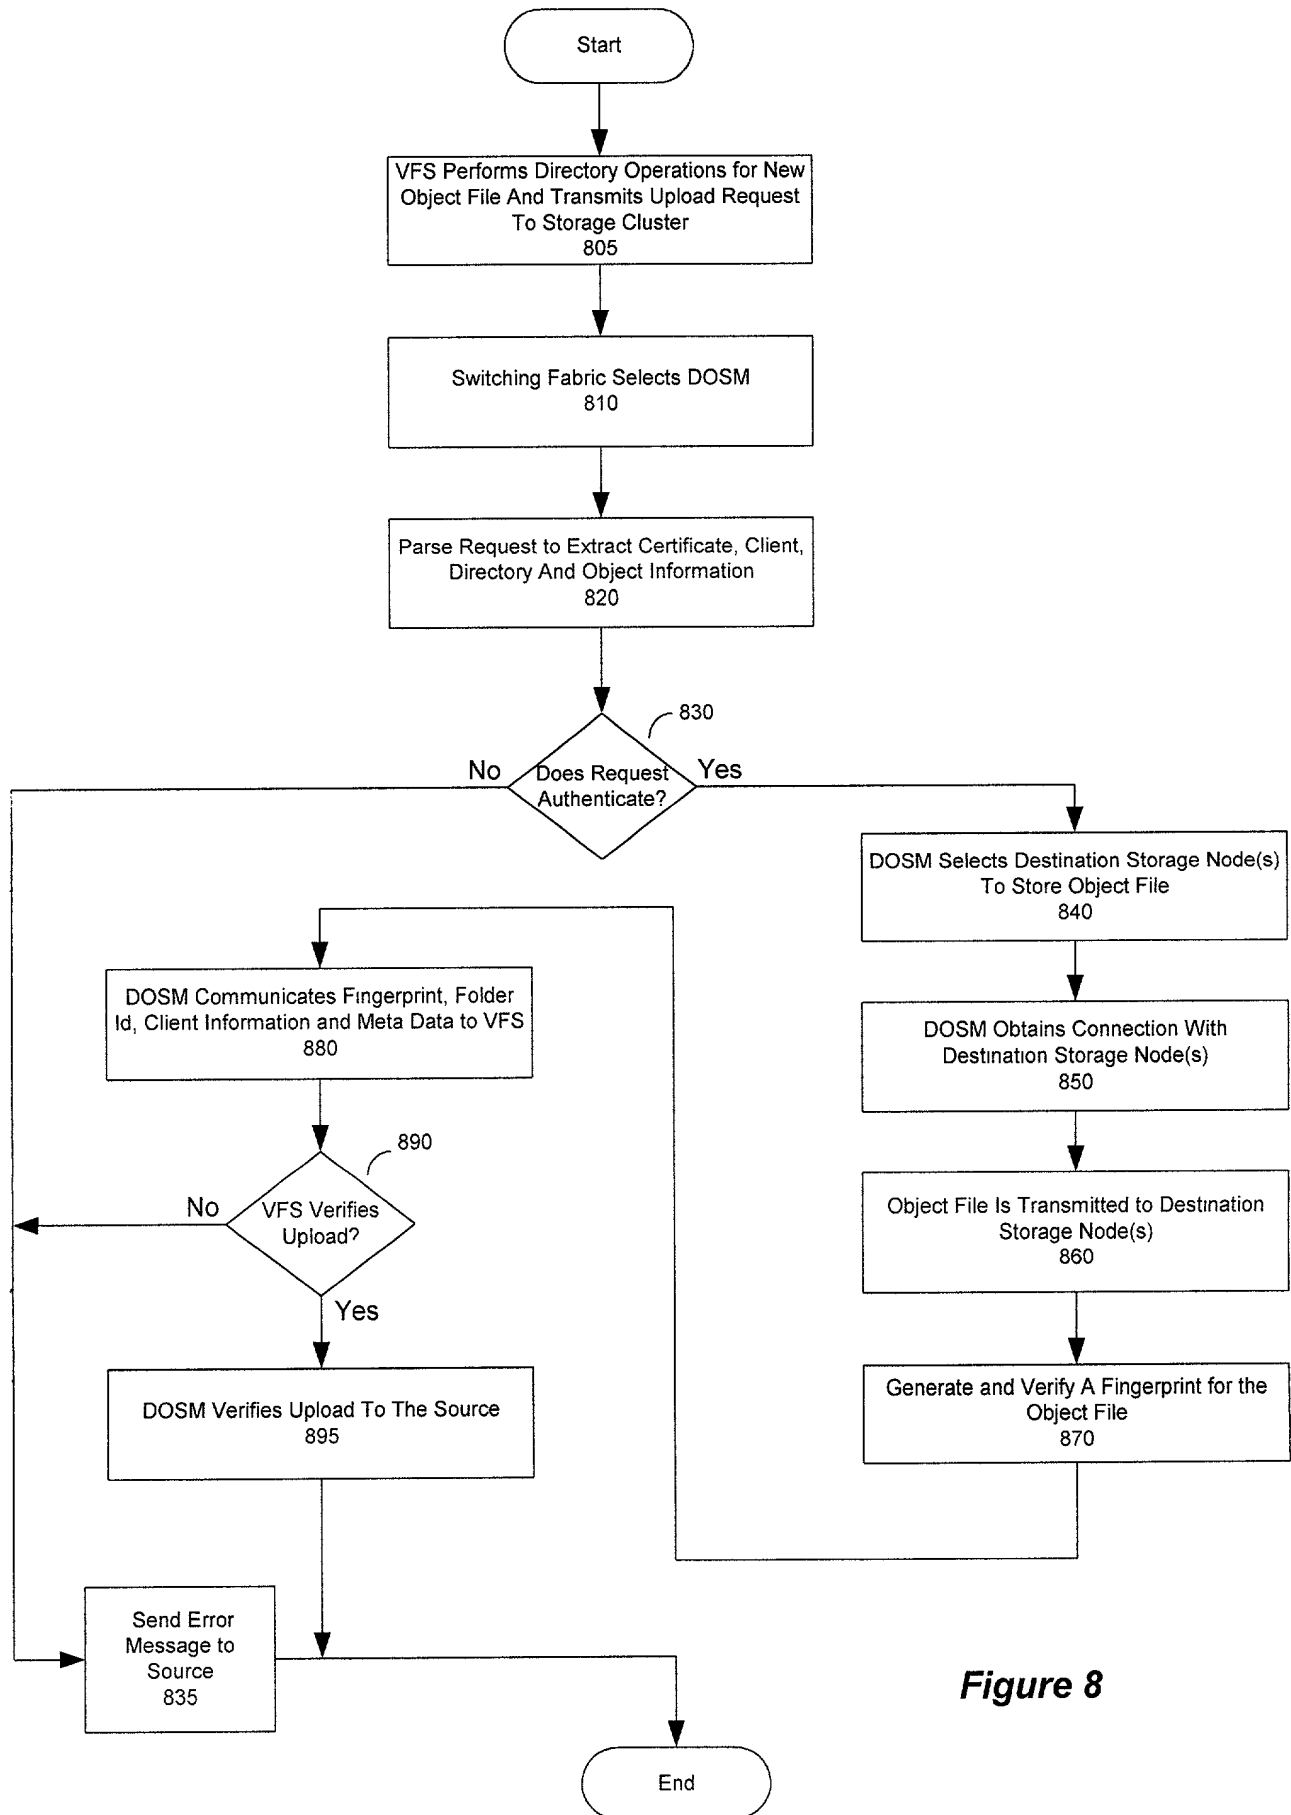 Start
VFS Performs Directory Operations for New
Object File And Transmits Upload Request
To Storage Cluster
805
Switching Fabric Selects DOSM
810
Parse Request to Extract Certificate, Client,
Directory And Object Information
820
830
No
Does Request
Authenticate?
Yes
DOSM Selects Destination Storage Node(s)
To Store Object File
840
DOSM Obtains Connection With
Destination Storage Node(s)
850
Object File Is Transmitted to Destination
Storage Node(s)
860
Generate and Verify A Fingerprint for the
Object File
870
DOSM Communicates Fingerprint, Folder
Id, Client Information and Meta Data to VFS
880
890
No
VFS Verifies
Upload?
Yes
DOSM Verifies Upload To The Source
895
Send Error
Message to
Source
835
End
Figure 8